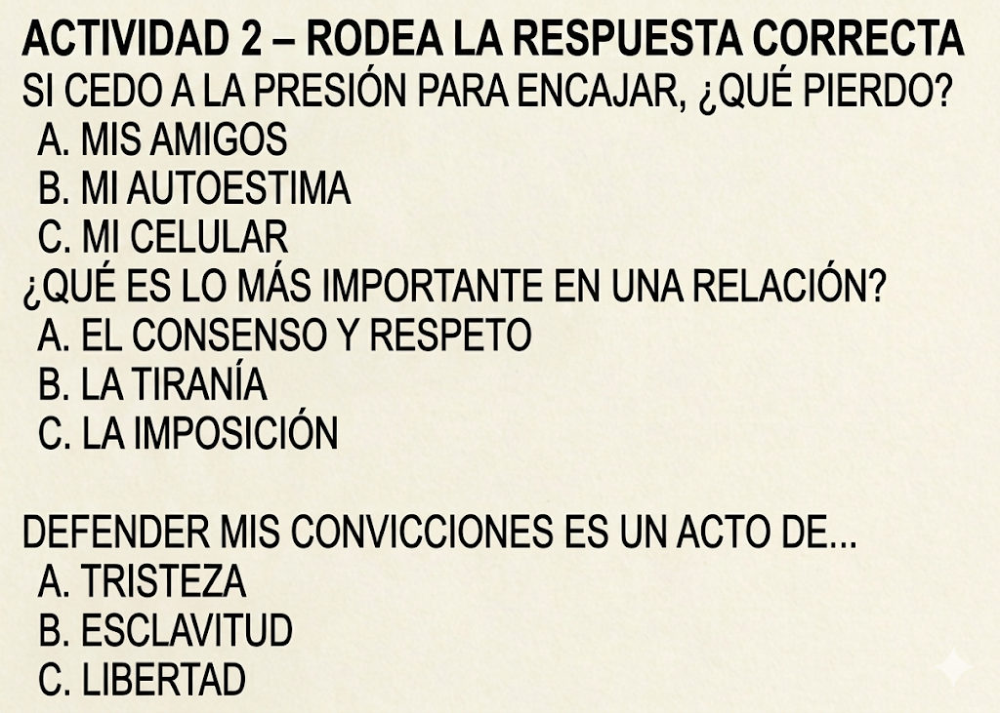 ACTIVIDAD 2 – RODEA LA RESPUESTA CORRECTA
SI CEDO A LA PRESIÓN PARA ENCAJAR, ¿QUÉ PIERDO?
A. MIS AMIGOS
B. MI AUTOESTIMA
C. MI CELULAR
¿QUÉ ES LO MÁS IMPORTANTE EN UNA RELACIÓN?
A. EL CONSENSO Y RESPETO
B. LA TIRANÍA
C. LA IMPOSICIÓN
DEFENDER MIS CONVICCIONES ES UN ACTO DE...
A. TRISTEZA
B. ESCLAVITUD
C. LIBERTAD